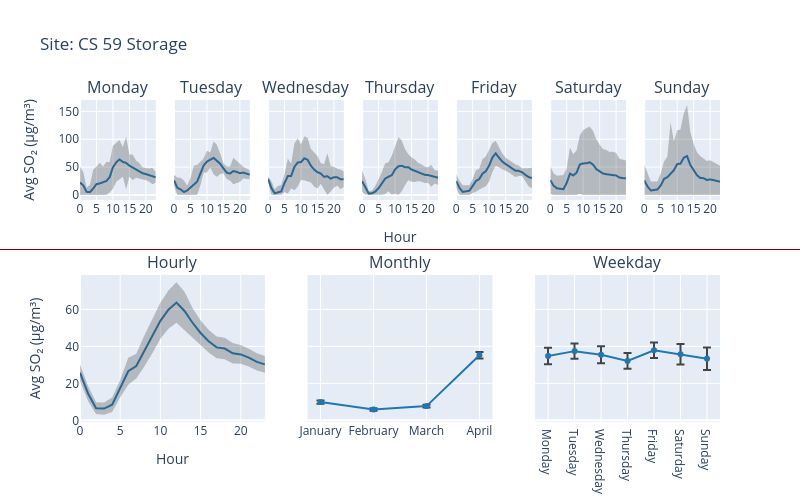 Site: CS 59 Storage
Monday Tuesday Wednesday Thursday Friday Saturday Sunday
Avg SO₂ (μg/m³)
150
100
50
0
0 5 10 15 20 0 5 10 15 20 0 5 10 15 20 0 5 10 15 20 0 5 10 15 20 0 5 10 15 20 0 5 10 15 20
Hour
Hourly Monthly Weekday
Avg SO₂ (μg/m³)
60
40
20
0
0 5 10 15 20
Hour
January February March April
Monday
Tuesday
Wednesday
Thursday
Friday
Saturday
Sunday